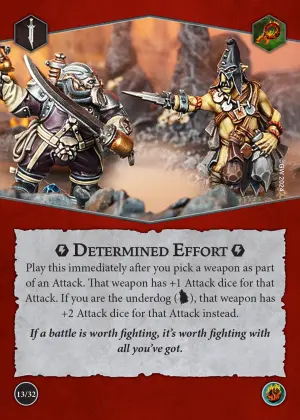 ©GW 2024
DETERMINED EFFORT
Play this immediately after you pick a weapon as part
of an Attack. That weapon has +1 Attack dice for that
Attack. If you are the underdog ( ), that weapon has
+2 Attack dice for that Attack instead.
If a battle is worth fighting, it's worth fighting with
all you've got.
13/32